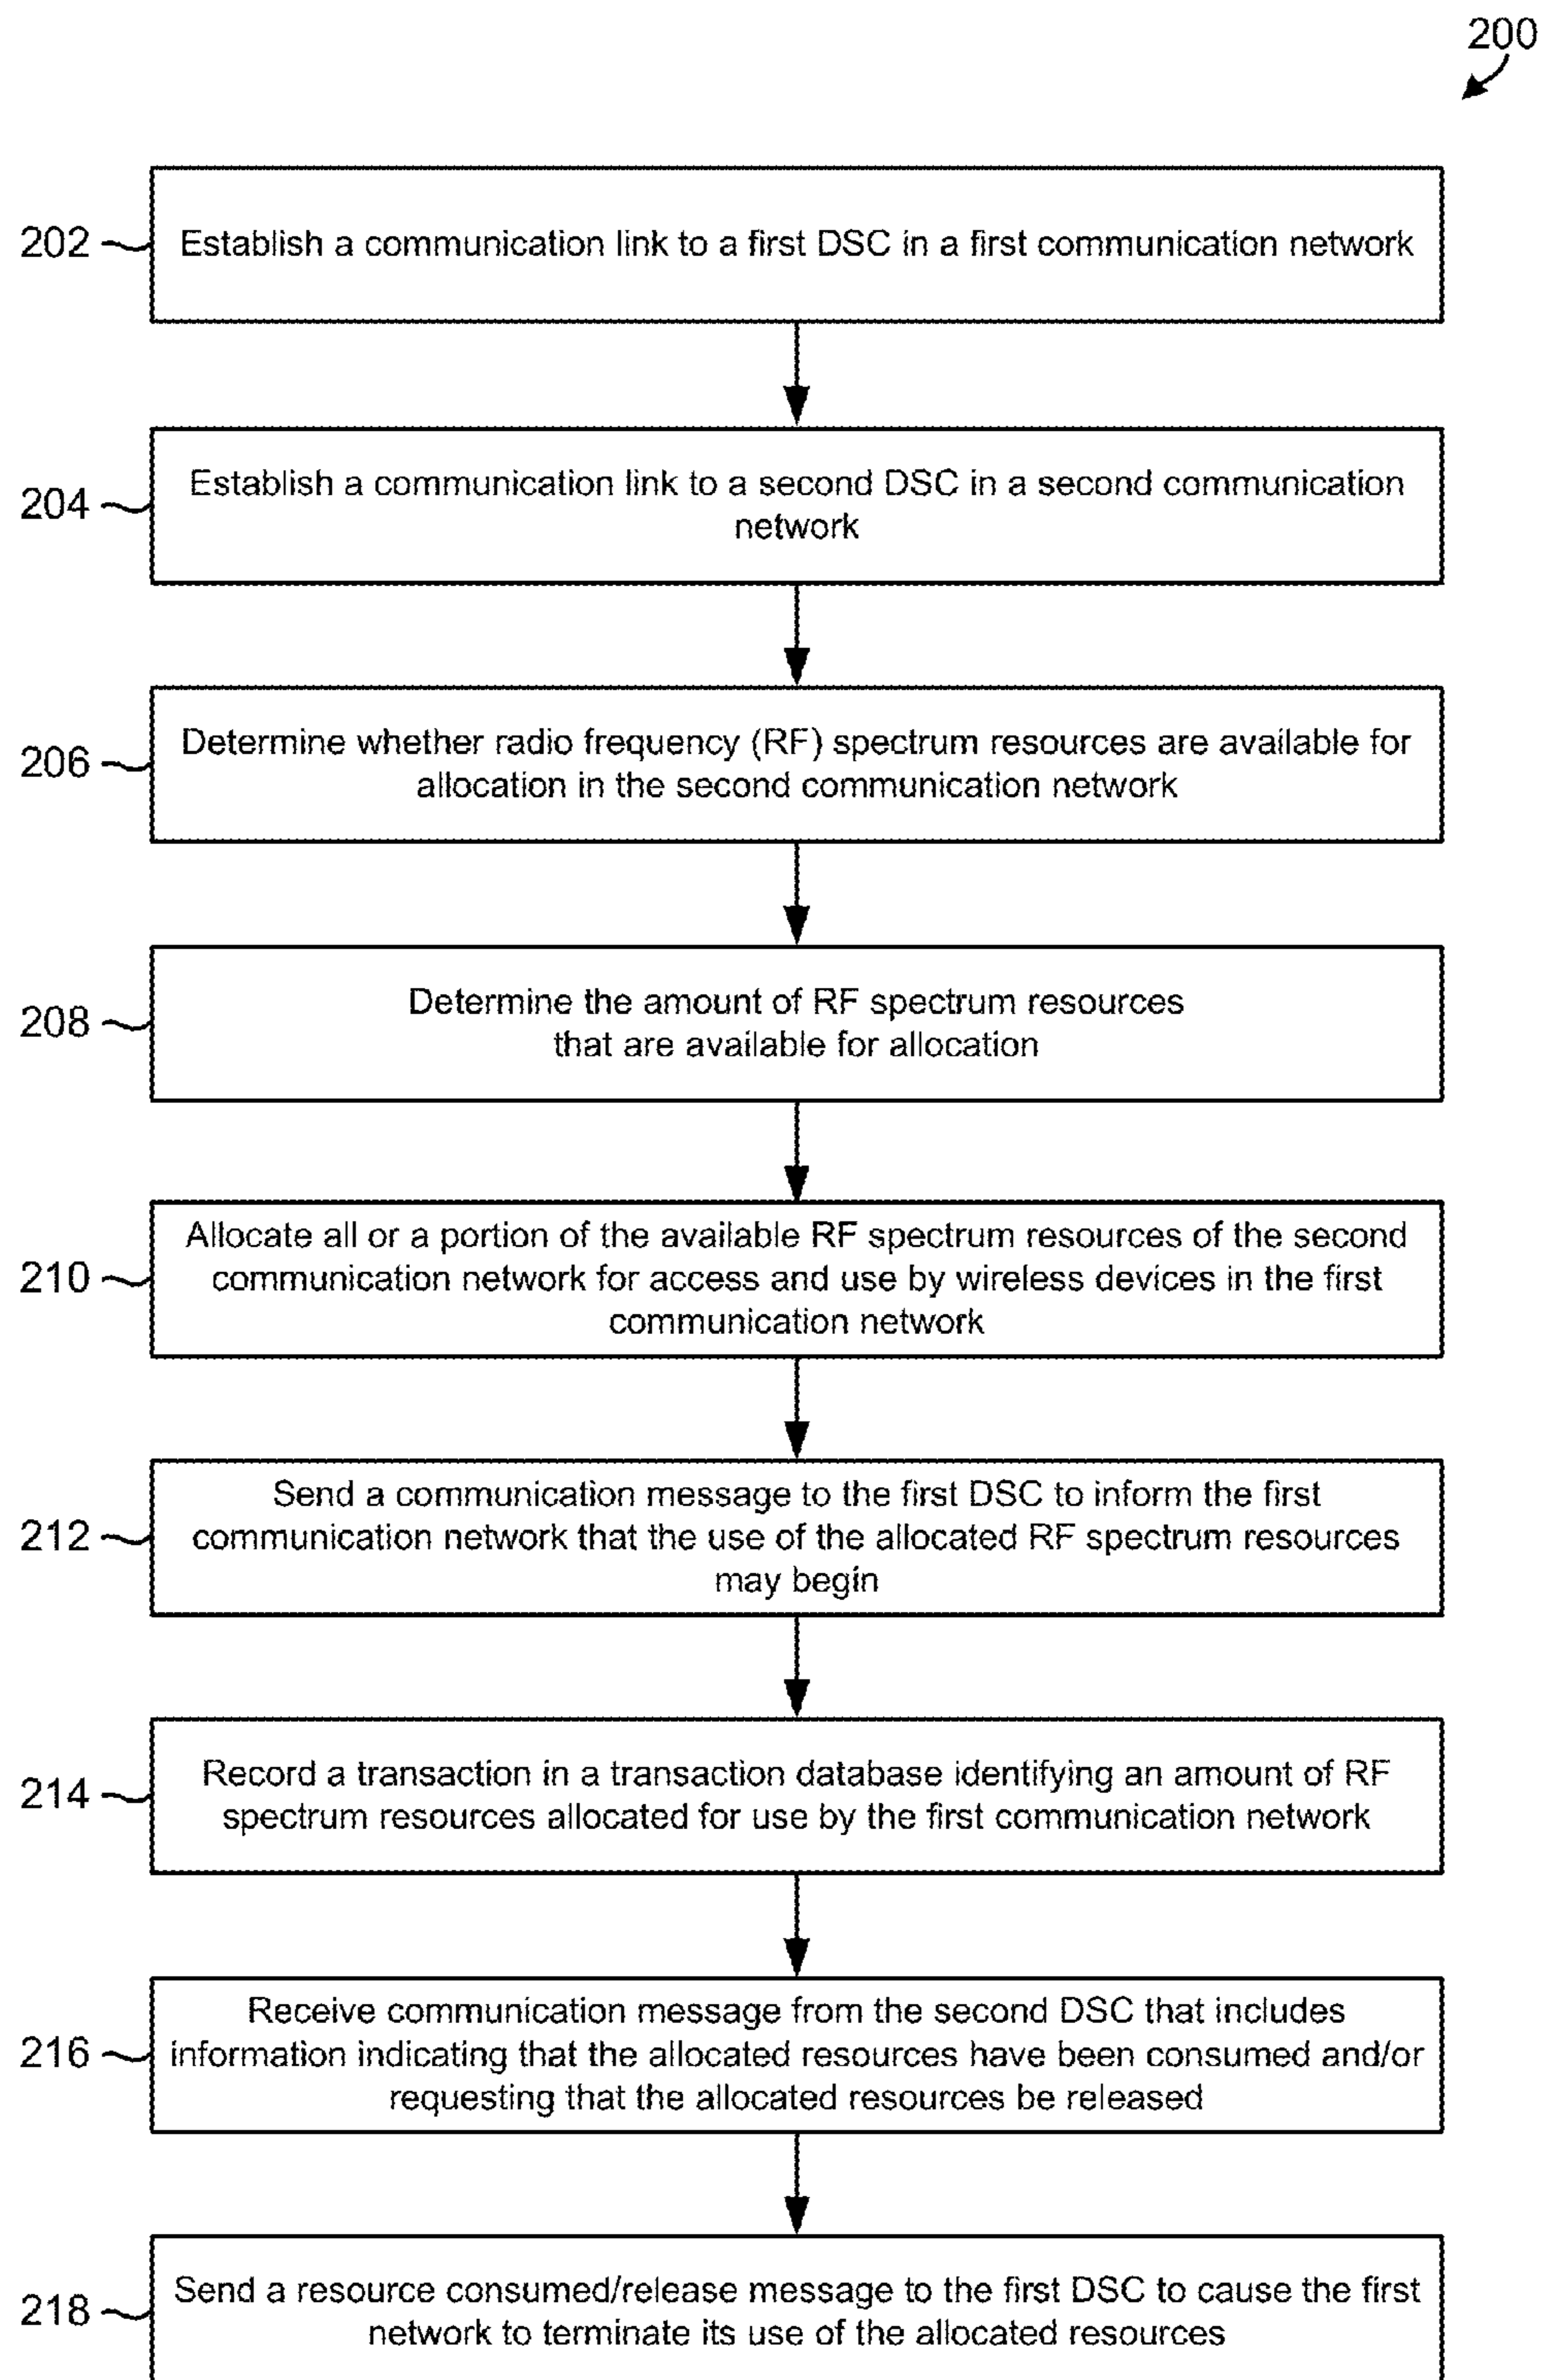 200
202
Establish a communication link to a first DSC in a first communication network
204
Establish a communication link to a second DSC in a second communication
network
206
Determine whether radio frequency (RF) spectrum resources are available for
allocation in the second communication network
208
Determine the amount of RF spectrum resources
that are available for allocation
210
Allocate all or a portion of the available RF spectrum resources of the second
communication network for access and use by wireless devices in the first
communication network
212
Send a communication message to the first DSC to inform the first
communication network that the use of the allocated RF spectrum resources
may begin
214
Record a transaction in a transaction database identifying an amount of RF
spectrum resources allocated for use by the first communication network
216
Receive communication message from the second DSC that includes
information indicating that the allocated resources have been consumed and/or
requesting that the allocated resources be released
218
Send a resource consumed/release message to the first DSC to cause the first
network to terminate its use of the allocated resources